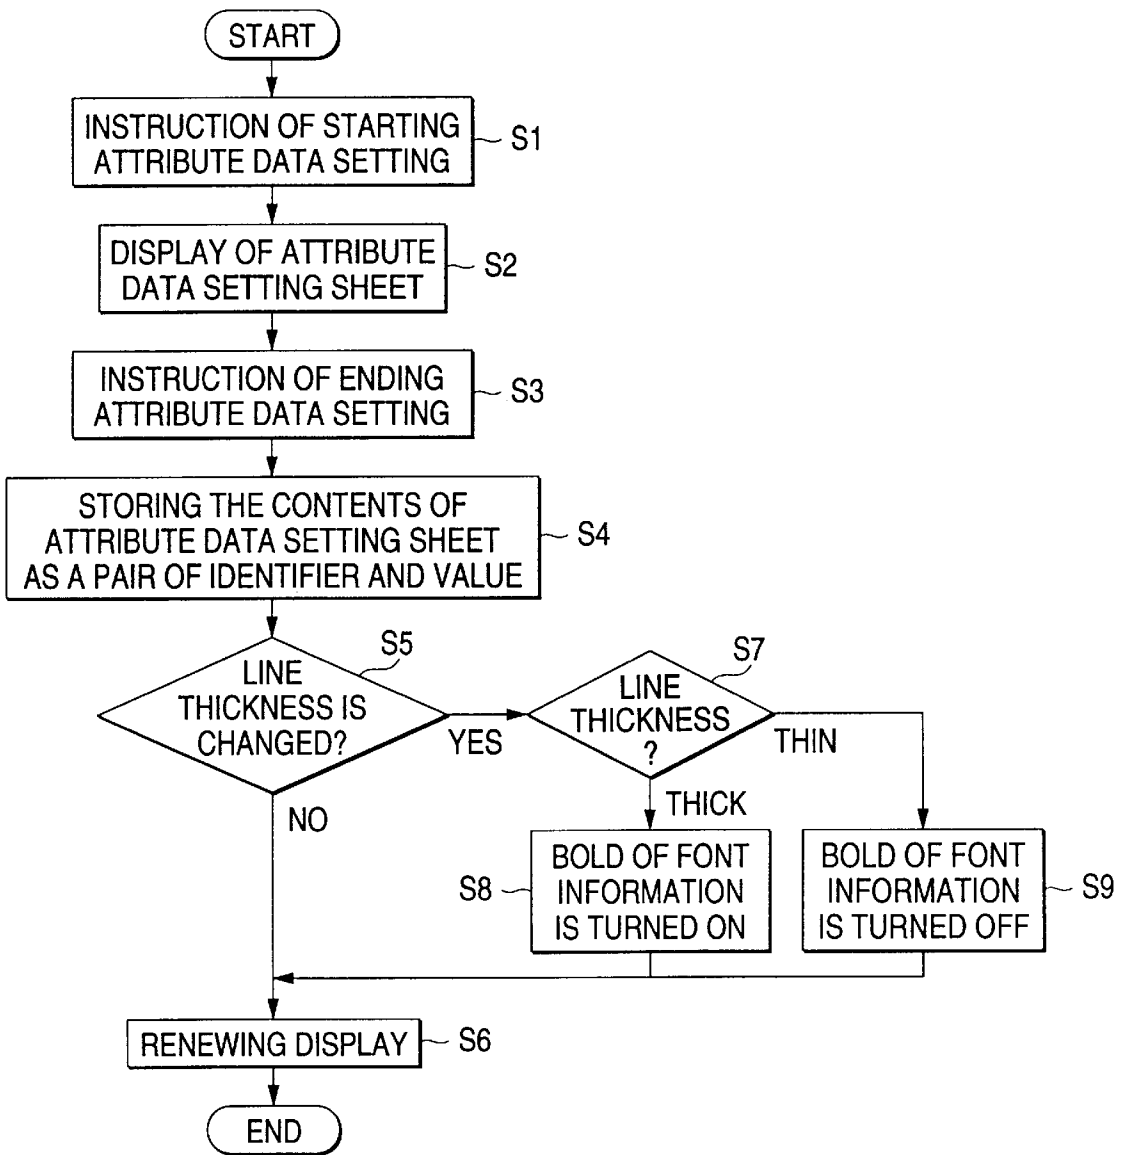 START
INSTRUCTION OF STARTING
ATTRIBUTE DATA SETTING
S1
DISPLAY OF ATTRIBUTE
DATA SETTING SHEET
S2
INSTRUCTION OF ENDING
ATTRIBUTE DATA SETTING
S3
STORING THE CONTENTS OF
ATTRIBUTE DATA SETTING SHEET
AS A PAIR OF IDENTIFIER AND VALUE
S4
LINE
THICKNESS IS
CHANGED?
S5
YES
NO
LINE
THICKNESS
?
S7
THIN
THICK
BOLD OF FONT
INFORMATION
IS TURNED ON
S8
BOLD OF FONT
INFORMATION
IS TURNED OFF
S9
RENEWING DISPLAY
S6
END